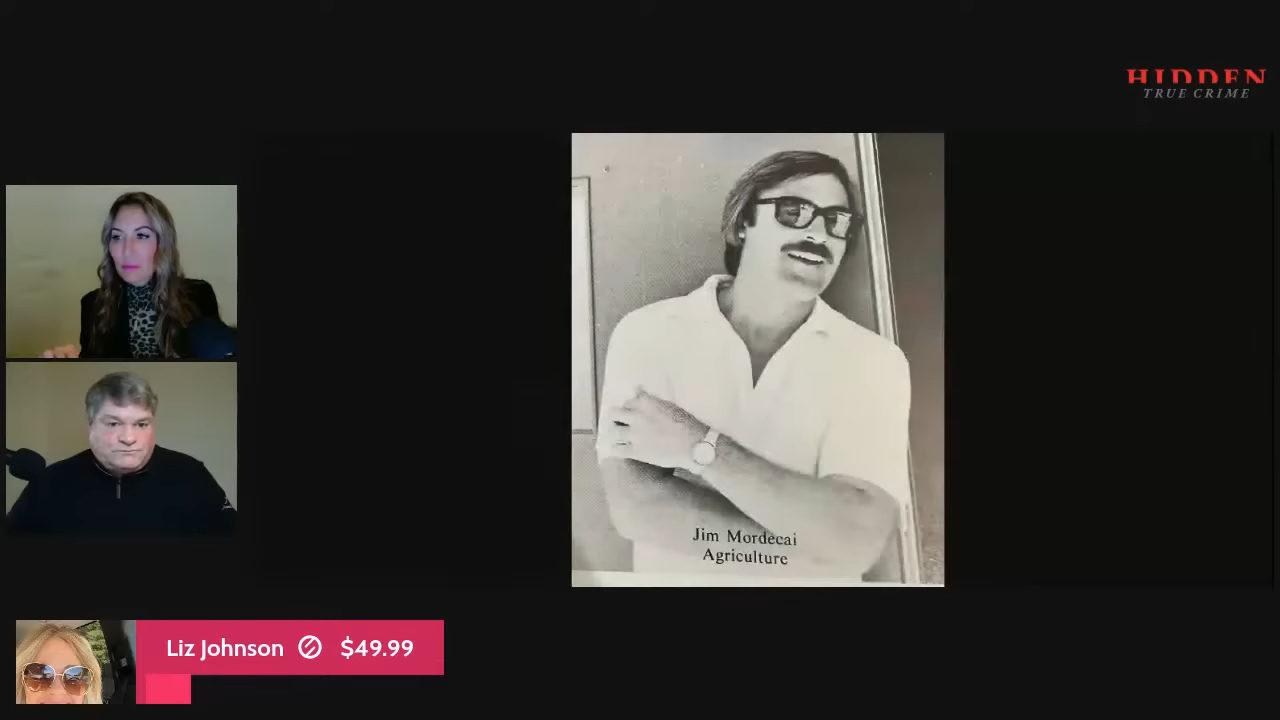 HIDDEN
TRUE CRIME
Jim Mordecai
Agriculture
Liz Johnson $49.99